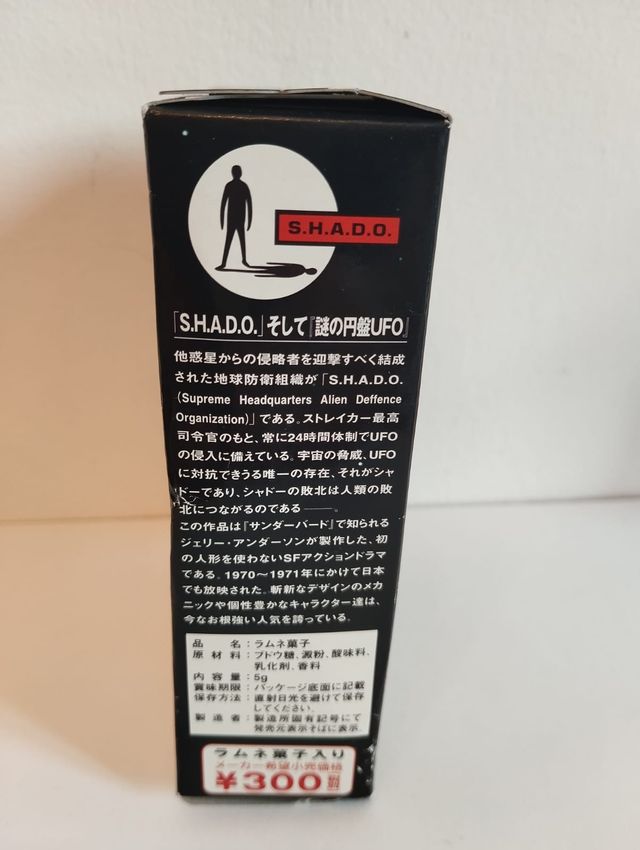 S.H.A.D.O.
「S.H.A.D.O.」そして『謎の円盤UFO』
他惑星からの侵略者を迎撃すべく結成
された地球防衛組織が「S.H.A.D.O.
(Supreme Headquarters Alien Deffence
Organization)」である。ストレイカー最高
司令官のもと、常に24時間体制でUFO
の侵入に備えている。宇宙の脅威、UFO
に対抗できうる唯一の存在、それがシャ
ドーであり、シャドーの敗北は人類の敗
北につながるのである――。
この作品は『サンダーバード』で知られる
ジェリー・アンダーソンが製作した、初
の人形を使わないSFアクションドラマ
である。1970〜1971年にかけて日本
でも放映された。斬新なデザインのメカ
ニックや個性豊かなキャラクター達は、
今なお根強い人気を誇っている。
品名：ラムネ菓子
原材料：ブドウ糖、澱粉、酸味料、
乳化剤、香料
内容量：5g
賞味期限：パッケージ底面に記載
保存方法：直射日光を避けて保存
してください。
製造者：製造所固有記号にて
発売元表示そばに表示
ラムネ菓子入り
メーカー希望小売価格
¥300